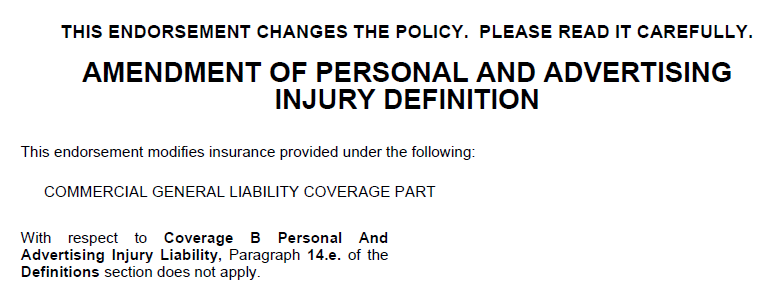 THIS ENDORSEMENT CHANGES THE POLICY.  PLEASE READ IT CAREFULLY.
AMENDMENT OF PERSONAL AND ADVERTISING
INJURY DEFINITION
This endorsement modifies insurance provided under the following:
COMMERCIAL GENERAL LIABILITY COVERAGE PART
With respect to Coverage B Personal And
Advertising Injury Liability, Paragraph 14.e. of the
Definitions section does not apply.